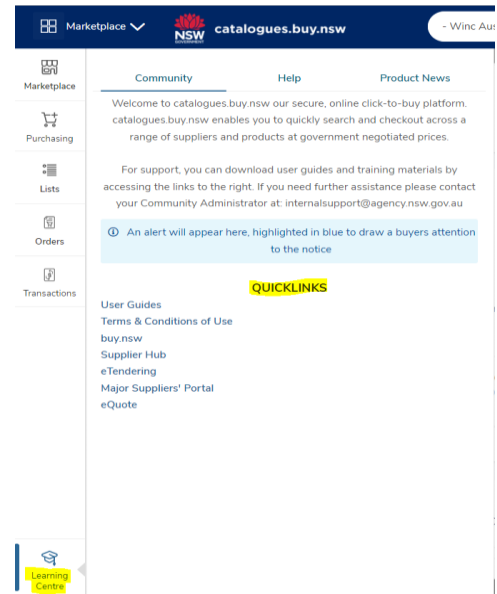 Marketplace
NSW
GOVERNMENT
catalogues.buy.nsw
- Winc Aus
Marketplace
Purchasing
Lists
Orders
Transactions
Community Help Product News
Welcome to catalogues.buy.nsw our secure, online click-to-buy platform.
catalogues.buy.nsw enables you to quickly search and checkout across a
range of suppliers and products at government negotiated prices.
For support, you can download user guides and training materials by
accessing the links to the right. If you need further assistance please contact
your Community Administrator at: internalsupport@agency.nsw.gov.au
An alert will appear here, highlighted in blue to draw a buyers attention
to the notice
QUICKLINKS
User Guides
Terms & Conditions of Use
buy.nsw
Supplier Hub
eTendering
Major Suppliers' Portal
eQuote
Learning
Centre